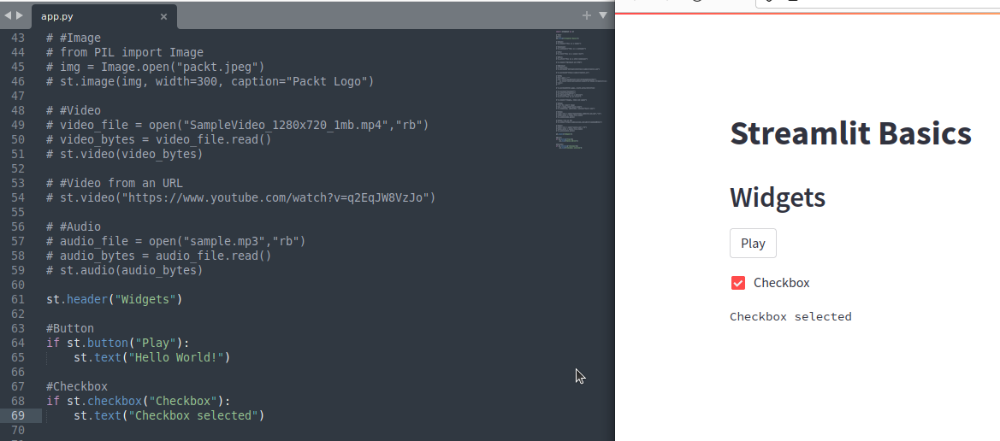 app.py
43 # #Image
44 # from PIL import Image
45 # img = Image.open("packt.jpeg")
46 # st.image(img, width=300, caption="Packt Logo")
47
48 # #Video
49 # video_file = open("SampleVideo_1280x720_1mb.mp4","rb")
50 # video_bytes = video_file.read()
51 # st.video(video_bytes)
52
53 # #Video from an URL
54 # st.video("https://www.youtube.com/watch?v=q2EqJW8VzJo")
55
56 # #Audio
57 # audio_file = open("sample.mp3","rb")
58 # audio_bytes = audio_file.read()
59 # st.audio(audio_bytes)
60
61 st.header("Widgets")
62
63 #Button
64 if st.button("Play"):
65     st.text("Hello World!")
66
67 #Checkbox
68 if st.checkbox("Checkbox"):
69     st.text("Checkbox selected")
70
Streamlit Basics
Widgets
Play
Checkbox
Checkbox selected